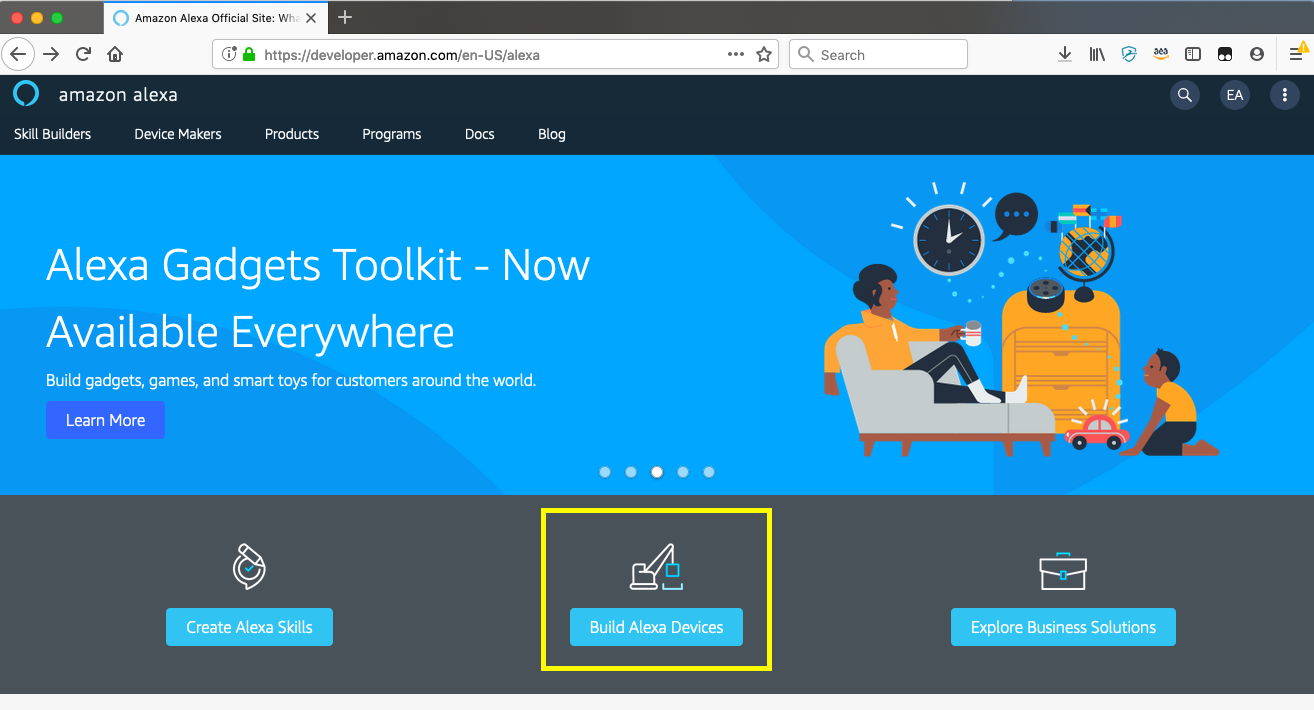 Amazon Alexa Official Site: Wha
https://developer.amazon.com/en-US/alexa
Search
amazon alexa
EA
Skill Builders
Device Makers
Products
Programs
Docs
Blog
Alexa Gadgets Toolkit - Now
Available Everywhere
Build gadgets, games, and smart toys for customers around the world.
Learn More
Create Alexa Skills
Build Alexa Devices
Explore Business Solutions